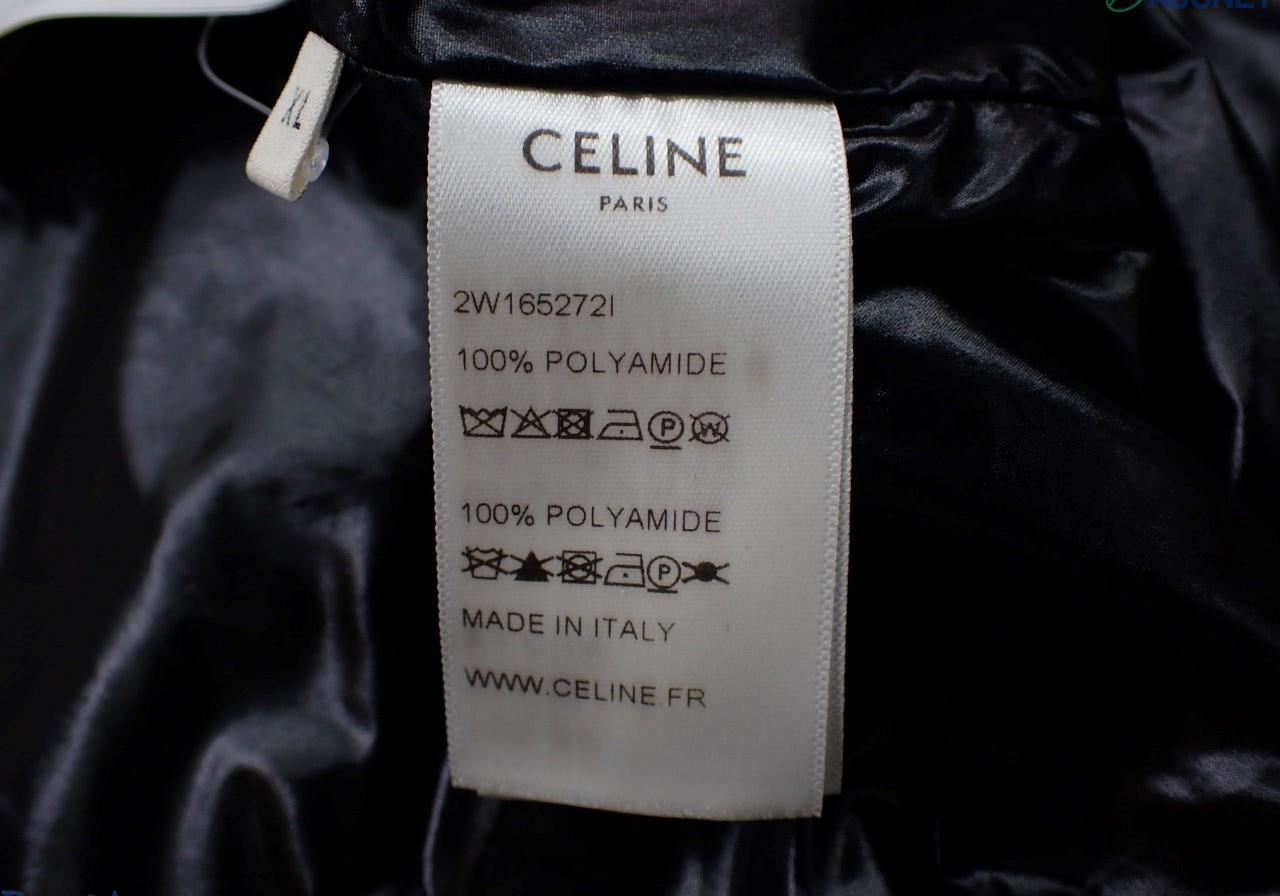 XL
CELINE
PARIS
2W165272I
100% POLYAMIDE
P W
100% POLYAMIDE
P
MADE IN ITALY
WWW.CELINE.FR